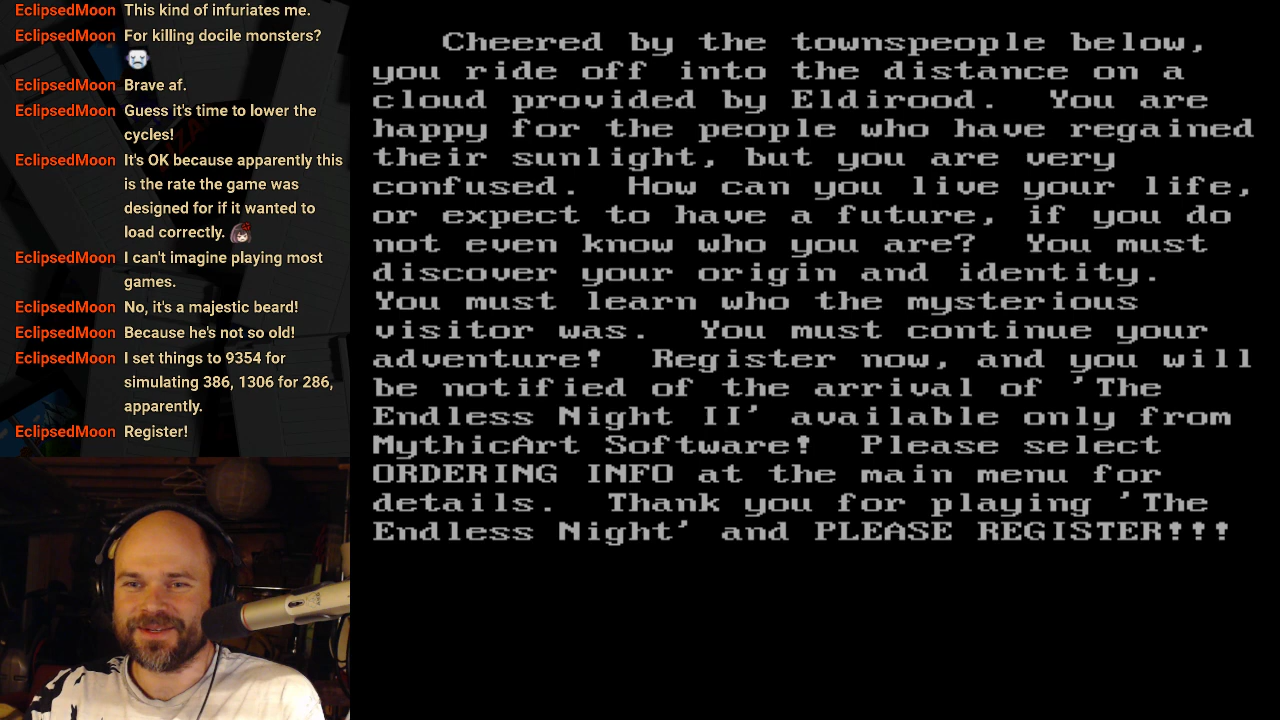 EclipsedMoon This kind of infuriates me.
EclipsedMoon For killing docile monsters?
EclipsedMoon Brave af.
EclipsedMoon Guess it's time to lower the
cycles!
EclipsedMoon It's OK because apparently this
is the rate the game was
designed for if it wanted to
load correctly.
EclipsedMoon I can't imagine playing most
games.
EclipsedMoon No, it's a majestic beard!
EclipsedMoon Because he's not so old!
EclipsedMoon I set things to 9354 for
simulating 386, 1306 for 286,
apparently.
EclipsedMoon Register!
Cheered by the townspeople below,
you ride off into the distance on a
cloud provided by Eldirood. You are
happy for the people who have regained
their sunlight, but you are very
confused. How can you live your life,
or expect to have a future, if you do
not even know who you are? You must
discover your origin and identity.
You must learn who the mysterious
visitor was. You must continue your
adventure! Register now, and you will
be notified of the arrival of 'The
Endless Night II' available only from
MythicArt Software! Please select
ORDERING INFO at the main menu for
details. Thank you for playing 'The
Endless Night' and PLEASE REGISTER!!!